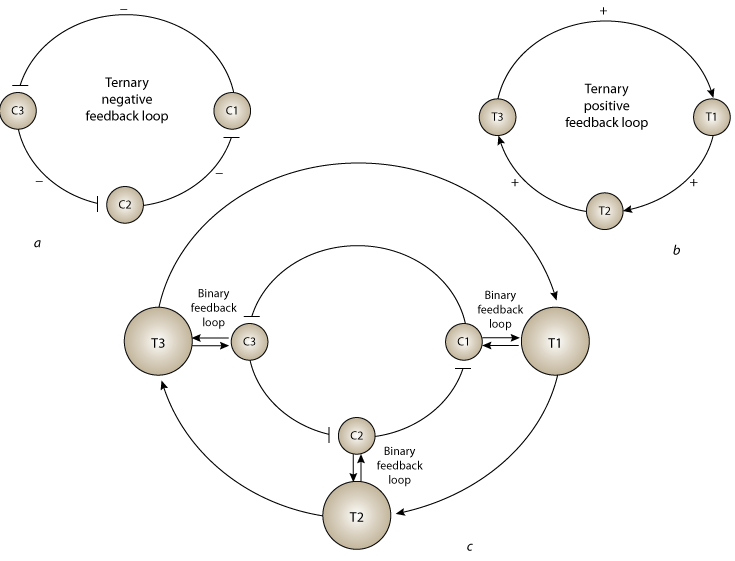 –
Ternary
negative
feedback loop
C3
C1
–
–
C2
a
+
Ternary
positive
feedback loop
T3
T1
+
+
T2
b
Binary
feedback
loop
Binary
feedback
loop
T3
C3
C1
T1
C2
Binary
feedback
loop
T2
c